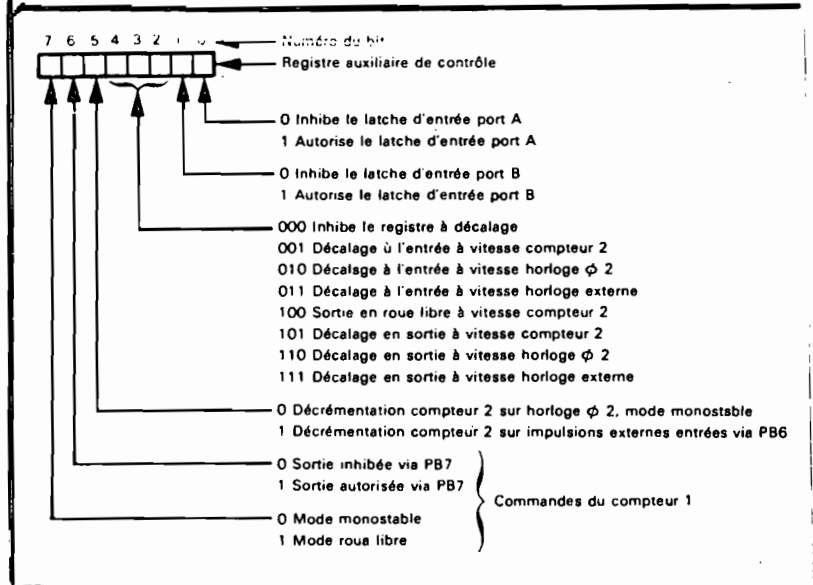 7 6 5 4 3 2 1
Numéro du bit
Registre auxiliaire de contrôle
0 Inhibe le latche d'entrée port A
1 Autorise le latche d'entrée port A
0 Inhibe le latche d'entrée port B
1 Autorise le latche d'entrée port B
000 Inhibe le registre à décalage
001 Décalage ù l'entrée à vitesse compteur 2
010 Décalage à l'entrée à vitesse horloge ϕ 2
011 Décalage à l'entrée à vitesse horloge externe
100 Sortie en roue libre à vitesse compteur 2
101 Décalage en sortie à vitesse compteur 2
110 Décalage en sortie à vitesse horloge ϕ 2
111 Décalage en sortie à vitesse horloge externe
0 Décrémentation compteur 2 sur horloge ϕ 2, mode monostsble
1 Décrémentation compteur 2 sur impulsions externes entrées via PB6
0 Sortie inhibée via PB7
1 Sortie autorisée via PB7
Commandes du compteur 1
0 Mode monostable
1 Mode roua libre